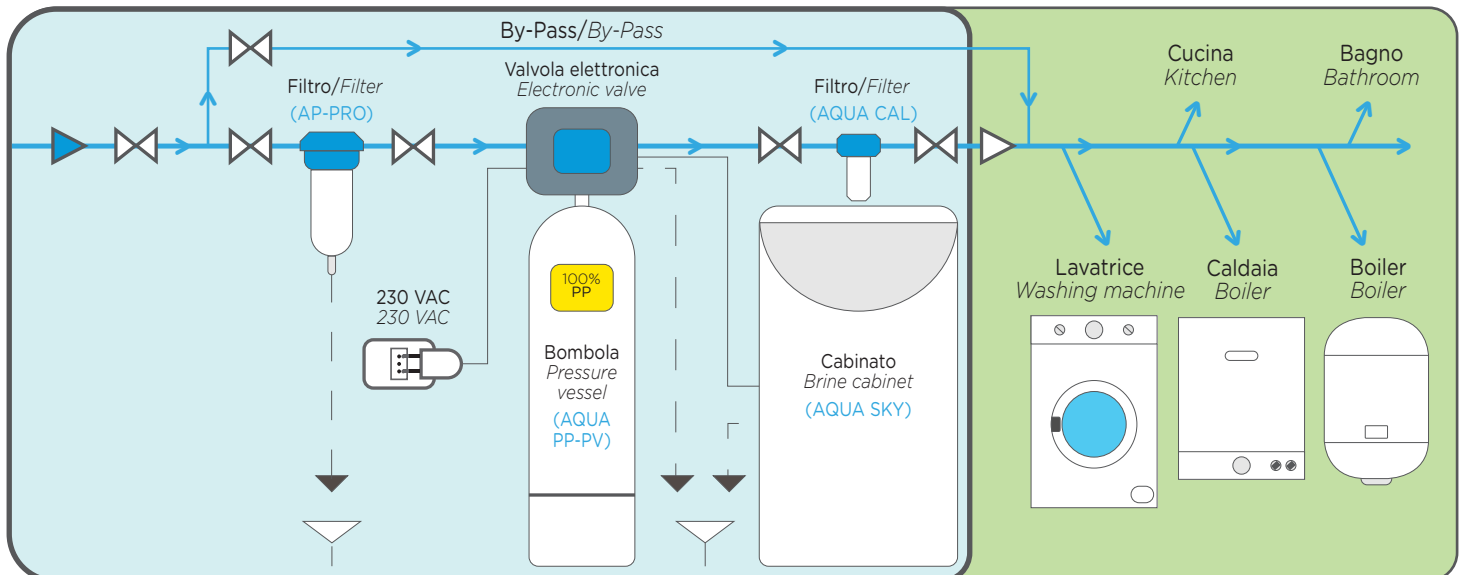 By-Pass/By-Pass
Filtro/Filter
(AP-PRO)
Valvola elettronica
Electronic valve
Filtro/Filter
(AQUA CAL)
Cucina
Kitchen
Bagno
Bathroom
230 VAC
230 VAC
100%
PP
Bombola
Pressure
vessel
(AQUA
PP-PV)
Cabinato
Brine cabinet
(AQUA SKY)
Lavatrice
Washing machine
Caldaia
Boiler
Boiler
Boiler